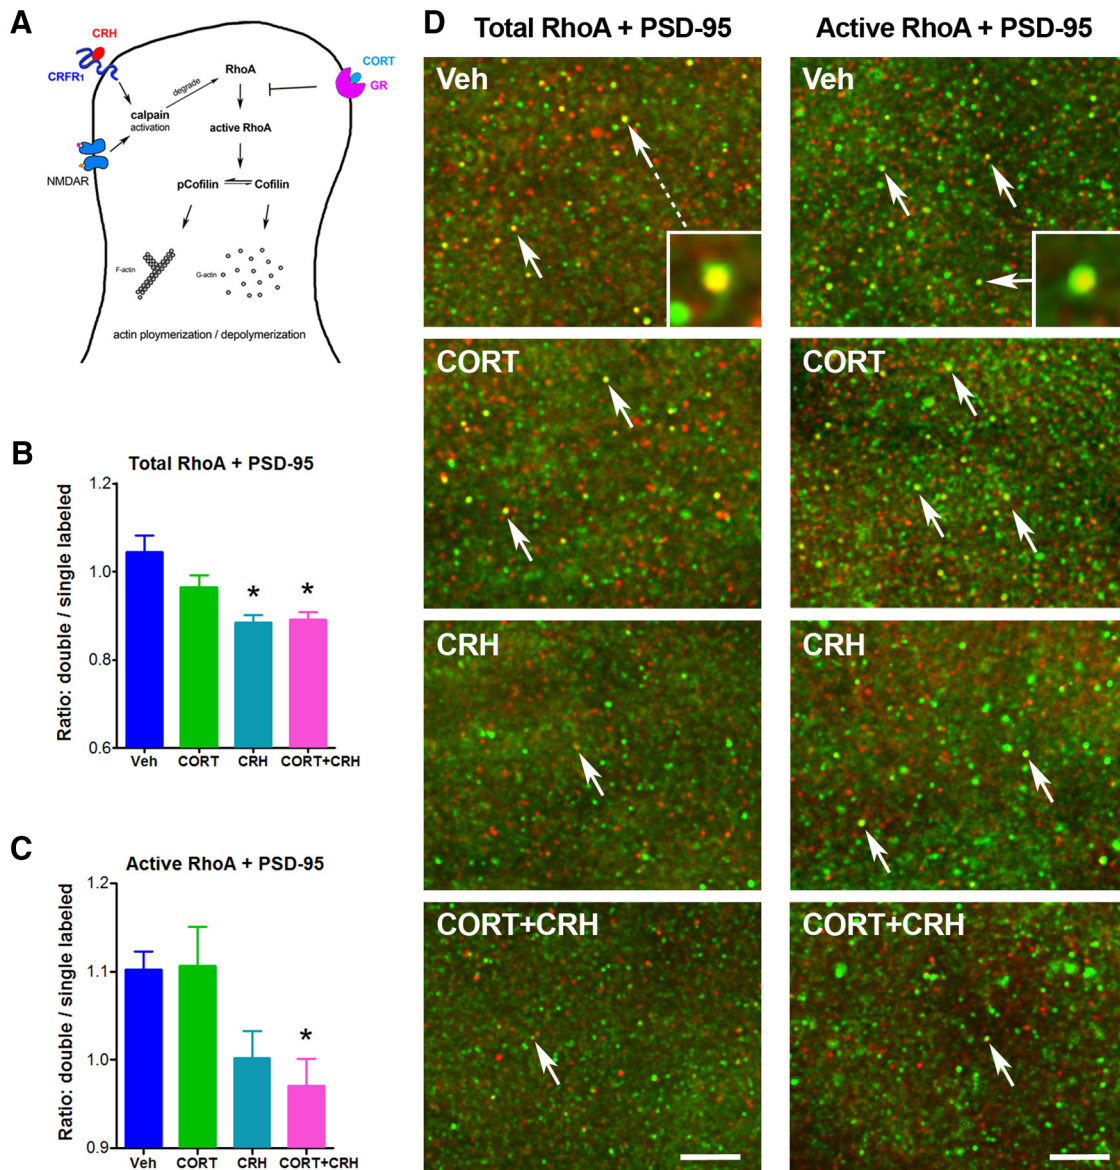 A
CRH
CRFR1
CORT
GR
RhoA
degrade
calpain
activation
active RhoA
NMDAR
pCofilin
Cofilin
F-actin
G-actin
actin ploymerization / depolymerization
B
Total RhoA + PSD-95
Ratio: double / single labeled
1.2
1.0
0.8
0.6
* *
Veh CORT CRH CORT+CRH
C
Active RhoA + PSD-95
Ratio: double / single labeled
1.2
1.1
1.0
0.9
*
Veh CORT CRH CORT+CRH
D
Total RhoA + PSD-95 Active RhoA + PSD-95
Veh Veh
CORT CORT
CRH CRH
CORT+CRH CORT+CRH